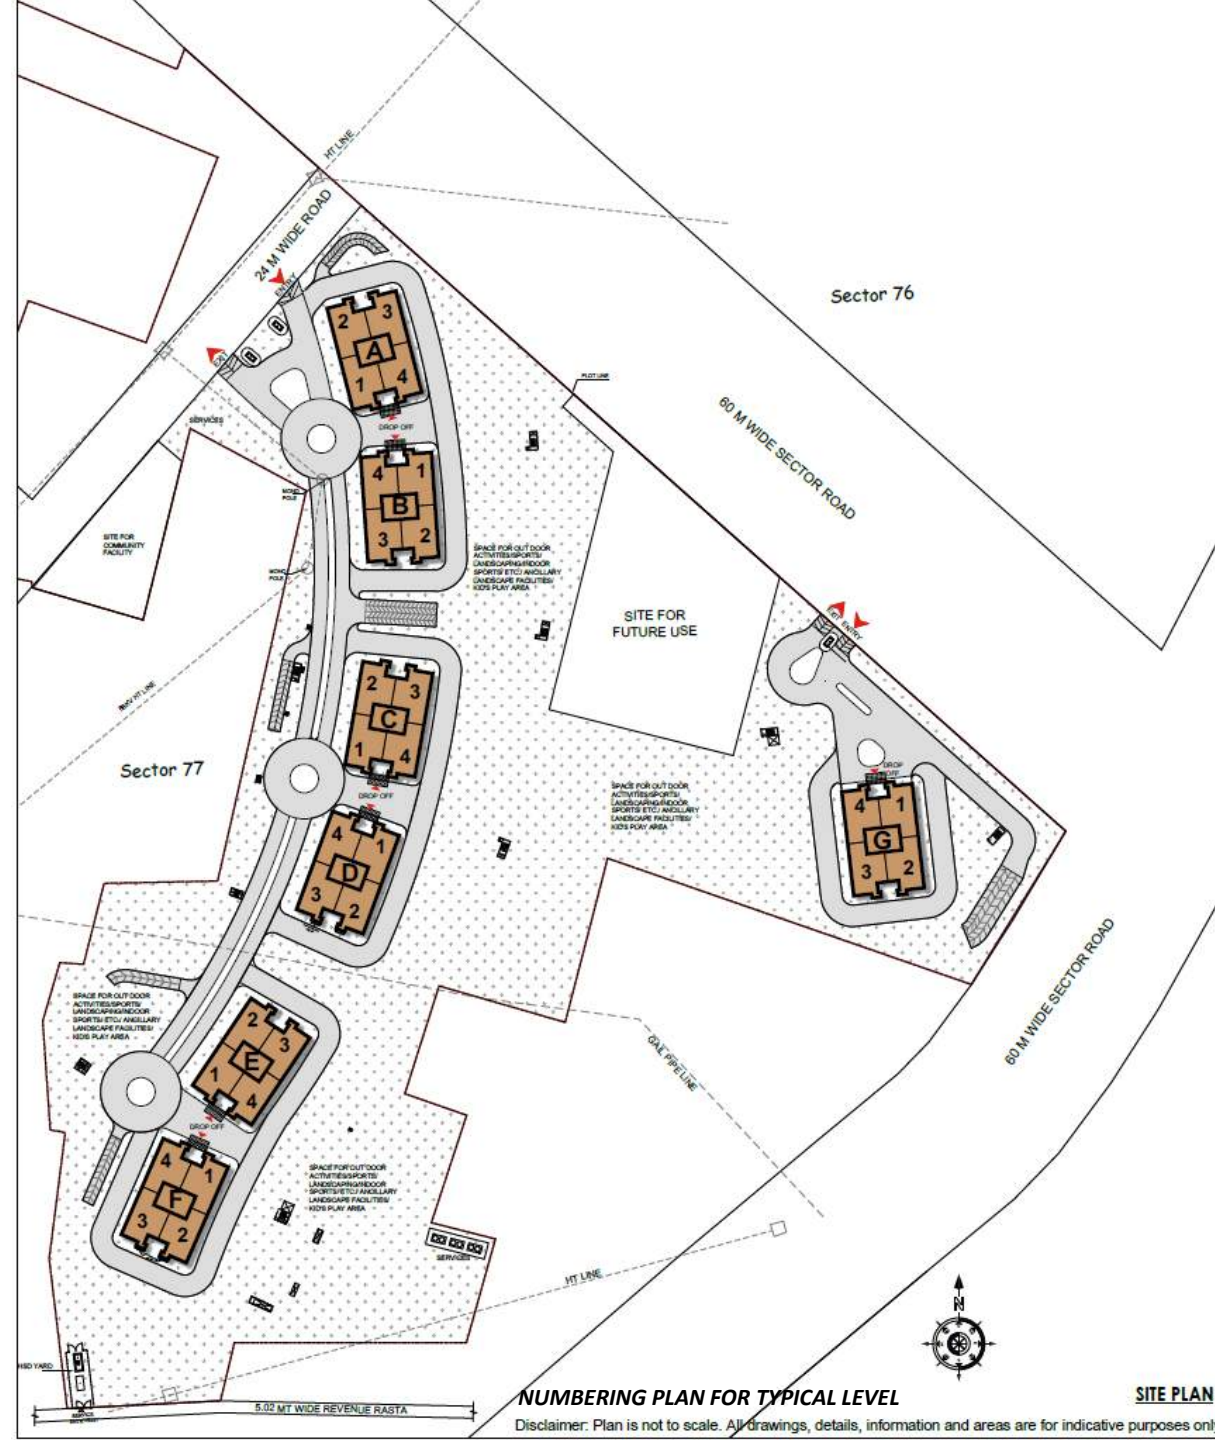 HT LINE
24 M WIDE ROAD
ENTRY
EXIT
Sector 76
2 3
A
1 4
DROP OFF
PLOT LINE
60 M WIDE SECTOR ROAD
SERVICES
4 1
B
3 2
MONO
POLE
SITE FOR
COMMUNITY
FACILITY
MONO
POLE
SPACE FOR OUT DOOR
ACTIVITIES/SPORTS/
LANDSCAPING/INDOOR
SPORTS/ ETC./ ANCILLARY
LANDSCAPE FACILITIES/
KIDS PLAY AREA
SITE FOR
FUTURE USE
EXIT ENTRY
2 3
C
1 4
DROP OFF
Sector 77
DROP
OFF
4 1
G
3 2
SPACE FOR OUT DOOR
ACTIVITIES/SPORTS/
LANDSCAPING/INDOOR
SPORTS/ ETC./ ANCILLARY
LANDSCAPE FACILITIES/
KIDS PLAY AREA
4 1
D
3 2
60 M WIDE SECTOR ROAD
SPACE FOR OUT DOOR
ACTIVITIES/SPORTS/
LANDSCAPING/INDOOR
SPORTS/ ETC./ ANCILLARY
LANDSCAPE FACILITIES/
KIDS PLAY AREA
2 3
E
1 4
DROP OFF
GAIL PIPE LINE
4 1
F
3 2
SPACE FOR OUT DOOR
ACTIVITIES/SPORTS/
LANDSCAPING/INDOOR
SPORTS/ ETC./ ANCILLARY
LANDSCAPE FACILITIES/
KIDS PLAY AREA
SERVICES
HT LINE
N
HSD YARD
5.02 MT WIDE REVENUE RASTA
NUMBERING PLAN FOR TYPICAL LEVEL
SITE PLAN
Disclaimer: Plan is not to scale. All drawings, details, information and areas are for indicative purposes only